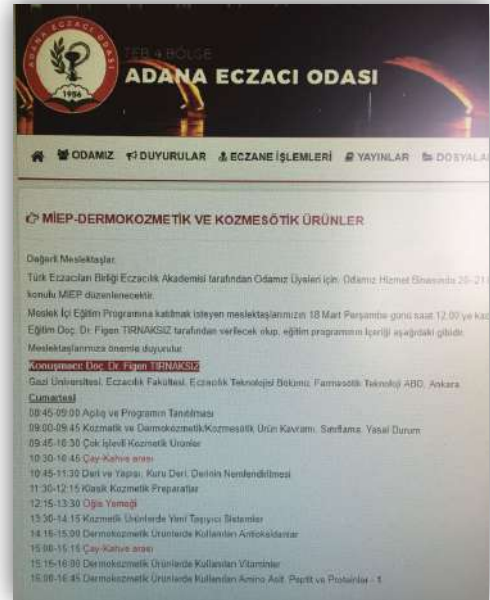 ADANA ECZACI ODASI
1956
TEB 4.BÖLGE
ADANA ECZACI ODASI
ODAMIZ DUYURULAR ECZANE İŞLEMLERİ YAYINLAR DOSYALA
MİEP-DERMOKOZMETİK VE KOZMESÖTİK ÜRÜNLER
Değerli Meslektaşlar,
Türk Eczacıları Birliği Eczacılık Akademisi tarafından Odamız Üyeleri için, Odamız Hizmet Binasında 20-21
konulu MİEP düzenlenecektir.
Meslek İçi Eğitim Programına katılmak isteyen meslektaşlarımızın 18 Mart Perşembe günü saat 12.00'ye kad
Eğitim Doç. Dr. Figen TIRNAKSIZ tarafından verilecek olup, eğitim programının içeriği aşağıdaki gibidir.
Meslektaşlarımıza önemle duyurulur.
Konuşmacı: Doç. Dr. Figen TIRNAKSIZ
Gazi Üniversitesi, Eczacılık Fakültesi, Eczacılık Teknolojisi Bölümü, Farmasötik Teknoloji ABD, Ankara
Cumartesi
08:45-09:00 Açılış ve Programın Tanıtılması
09:00-09:45 Kozmetik ve Dermokozmetik/Kozmesötik Ürün Kavramı, Sınıflama, Yasal Durum
09:45-10:30 Çok İşlevli Kozmetik Ürünler
10:30-10:45 Çay-Kahve arası
10:45-11:30 Deri ve Yapısı, Kuru Deri, Derinin Nemlendirilmesi
11:30-12:15 Klasik Kozmetik Preparatlar
12:15-13:30 Öğle Yemeği
13:30-14:15 Kozmetik Ürünlerde Yeni Taşıyıcı Sistemler
14:15-15:00 Dermokozmetik Ürünlerde Kullanılan Antioksidanlar
15:00-15:15 Çay-Kahve arası
15:15-16:00 Dermokozmetik Ürünlerde Kullanılan Vitaminler
16:00-16:45 Dermokozmetik Ürünlerde Kullanılan Amino Asit, Peptit ve Proteinler - 1